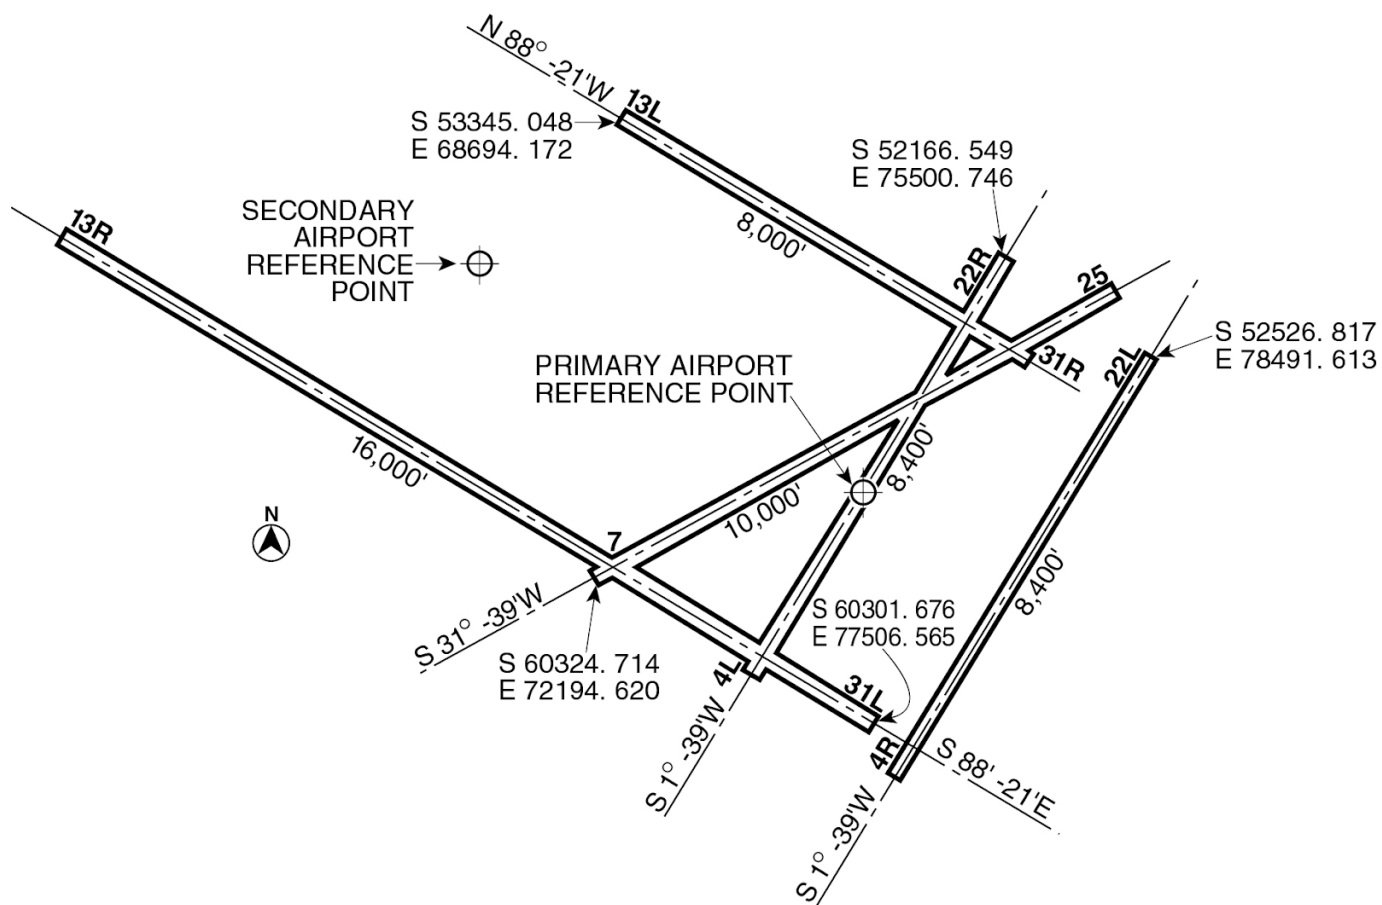 N 88° -21'W
13L
S 53345. 048
E 68694. 172
S 52166. 549
E 75500. 746
13R
SECONDARY
AIRPORT
REFERENCE
POINT
8,000'
22R
25
31R
22L
S 52526. 817
E 78491. 613
PRIMARY AIRPORT
REFERENCE POINT
16,000'
8,400'
10,000'
N
7
8,400'
S 31° -39'W
S 60324. 714
E 72194. 620
S 60301. 676
E 77506. 565
4L
31L
S 1° -39'W
4R
S 88' -21'E
S 1° -39'W